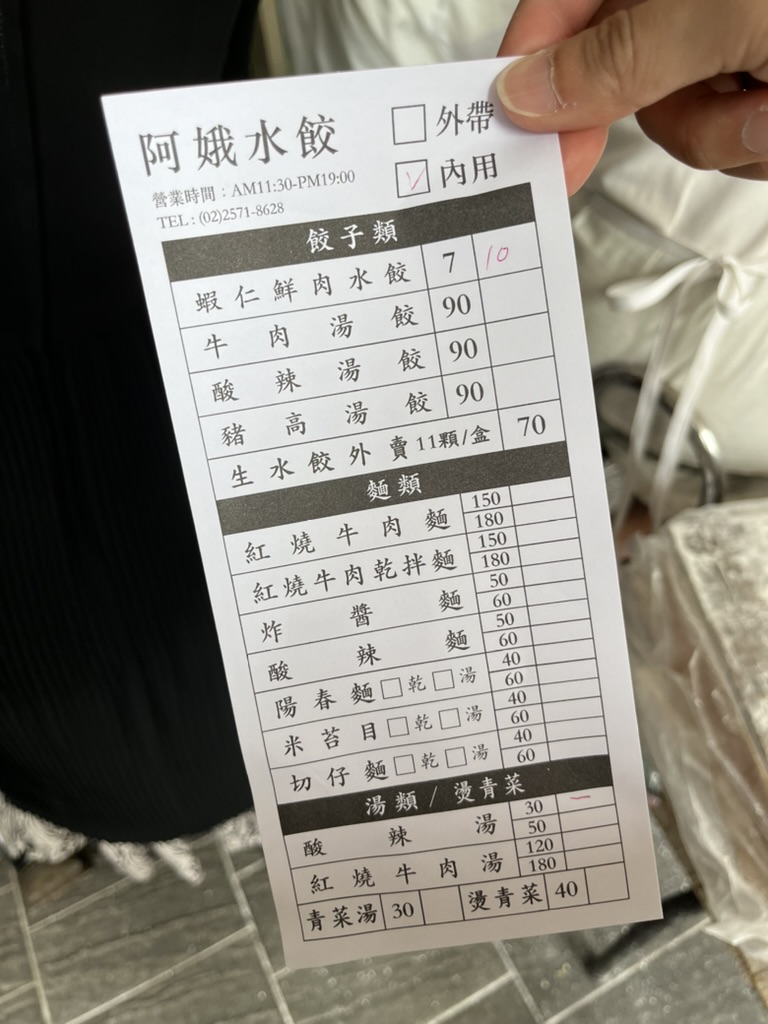 阿娥水餃
□ 外帶
營業時間：AM11:30-PM19:00
☑ 內用
TEL : (02)2571-8628
餃子類
蝦仁鮮肉水餃 7 10
牛肉湯餃 90
酸辣湯餃 90
豬高湯餃 90
生水餃外賣11顆/盒 70
麵類
紅燒牛肉麵 150
180
紅燒牛肉乾拌麵 150
180
炸醬麵 50
60
酸辣麵 50
60
陽春麵□乾□湯 40
60
米苔目□乾□湯 40
60
切仔麵□乾□湯 40
60
湯類/燙青菜
酸辣湯 30 一
50
紅燒牛肉湯 120
180
青菜湯 30 燙青菜 40